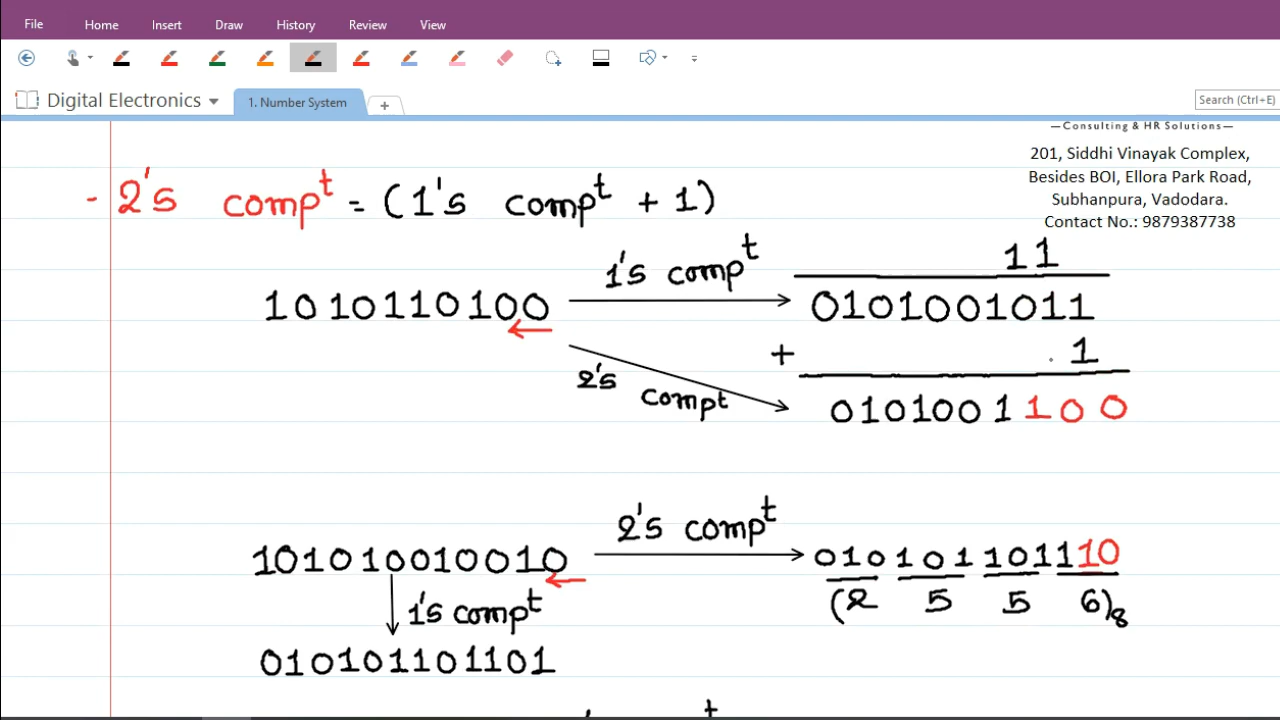 File Home Insert Draw History Review View
Digital Electronics 1. Number System +
Search (Ctrl+E)
—Consulting & HR Solutions—
201, Siddhi Vinayak Complex,
Besides BOI, Ellora Park Road,
Subhanpura, Vadodara.
Contact No.: 9879387738
- 2's compt = (1's compt + 1)
11
1010110100 1's compt 0101001011
+ 1
2's compt 0101001100
101010010010 2's compt 010101101110
(2 5 5 6)8
1's compt
010101101101